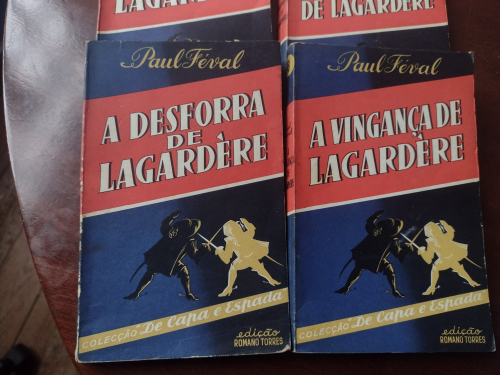 LAGARDÈRE
DE LAGARDÈRE
Paul Féval
A DESFORRA
DE
LAGARDÈRE
COLECÇÃO De Capa e Espada
edição
ROMANO TORRES
Paul Féval
A VINGANÇA DE
LAGARDÈRE
COLECÇÃO De Capa e Espada
edição
ROMANO TORRES